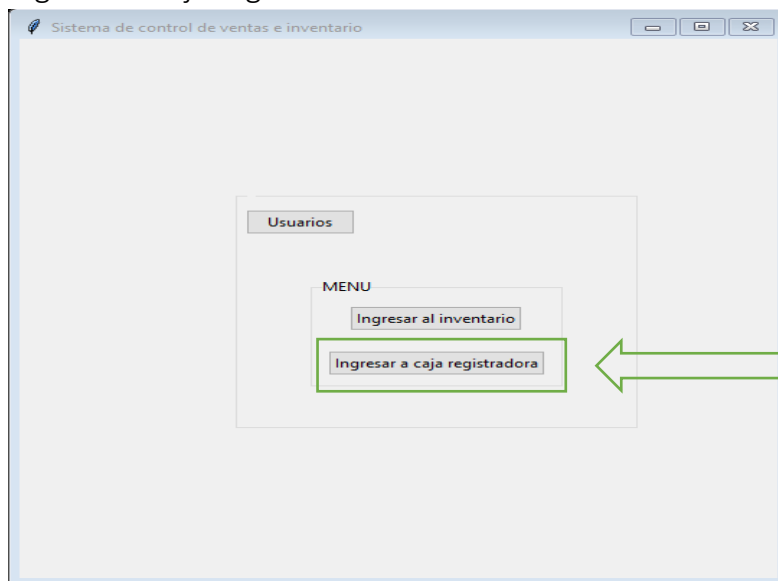 Sistema de control de ventas e inventario
Usuarios
MENU
Ingresar al inventario
Ingresar a caja registradora